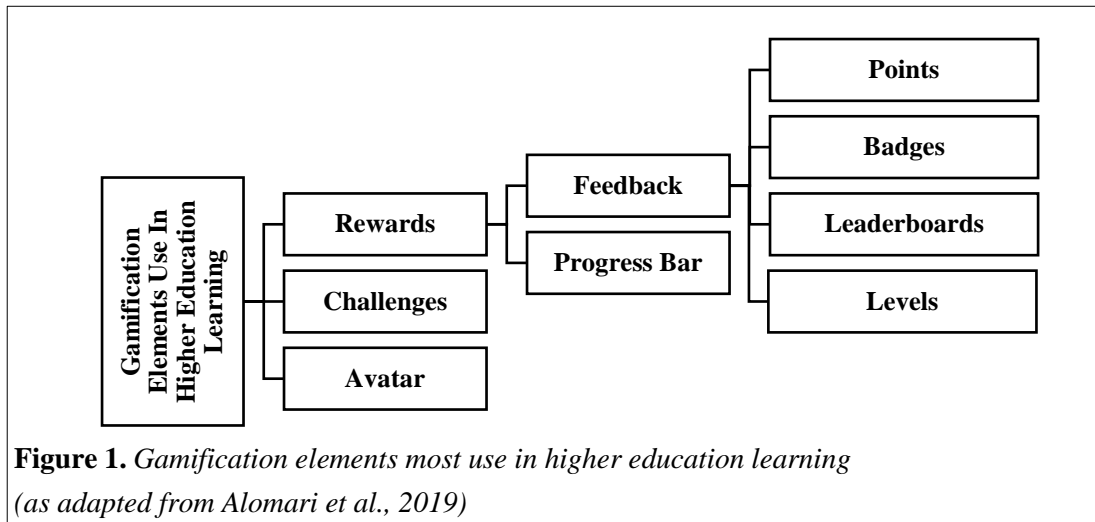 Gamification
Elements Use In
Higher Education
Learning
Rewards
Challenges
Avatar
Feedback
Progress Bar
Points
Badges
Leaderboards
Levels
Figure 1. Gamification elements most use in higher education learning
(as adapted from Alomari et al., 2019)